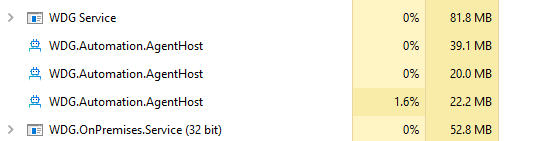 WDG Service 0% 81.8 MB
WDG.Automation.AgentHost 0% 39.1 MB
WDG.Automation.AgentHost 0% 20.0 MB
WDG.Automation.AgentHost 1.6% 22.2 MB
WDG.OnPremises.Service (32 bit) 0% 52.8 MB